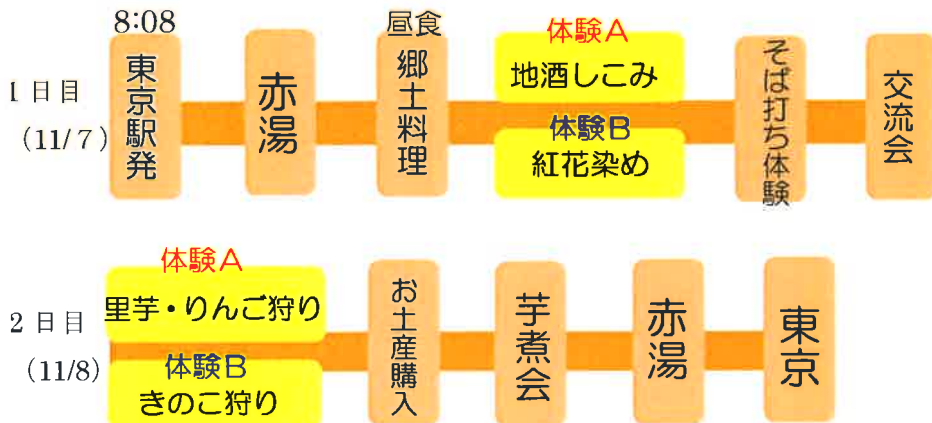 1日目
(11/7)
8:08
東京駅発
赤湯
昼食
郷土料理
体験A
地酒しこみ
体験B
紅花染め
そば打ち体験
交流会
2日目
(11/8)
体験A
里芋・りんご狩り
体験B
きのこ狩り
お土産購入
芋煮会
赤湯
東京